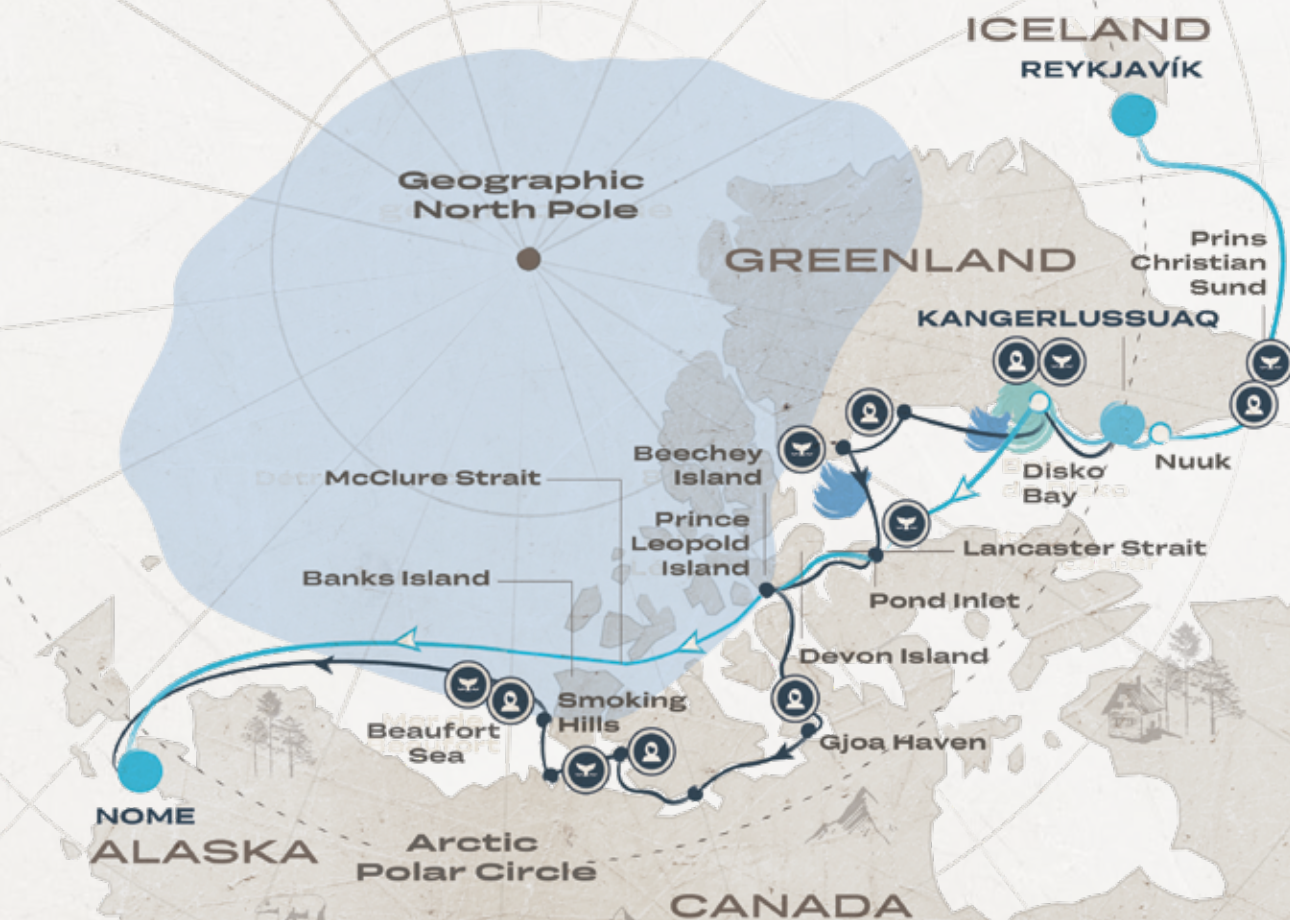 ICELAND
REYKJAVÍK
Geographic
North Pole
GREENLAND
Prins
Christian
Sund
KANGERLUSSUAQ
Beechey
Island
McClure Strait
Disko
Bay
Nuuk
Prince
Leopold
Island
Lancaster Strait
Banks Island
Pond Inlet
Devon Island
Smoking
Hills
Beaufort
Sea
Gjoa Haven
NOME
ALASKA
Arctic
Polar Circle
CANADA